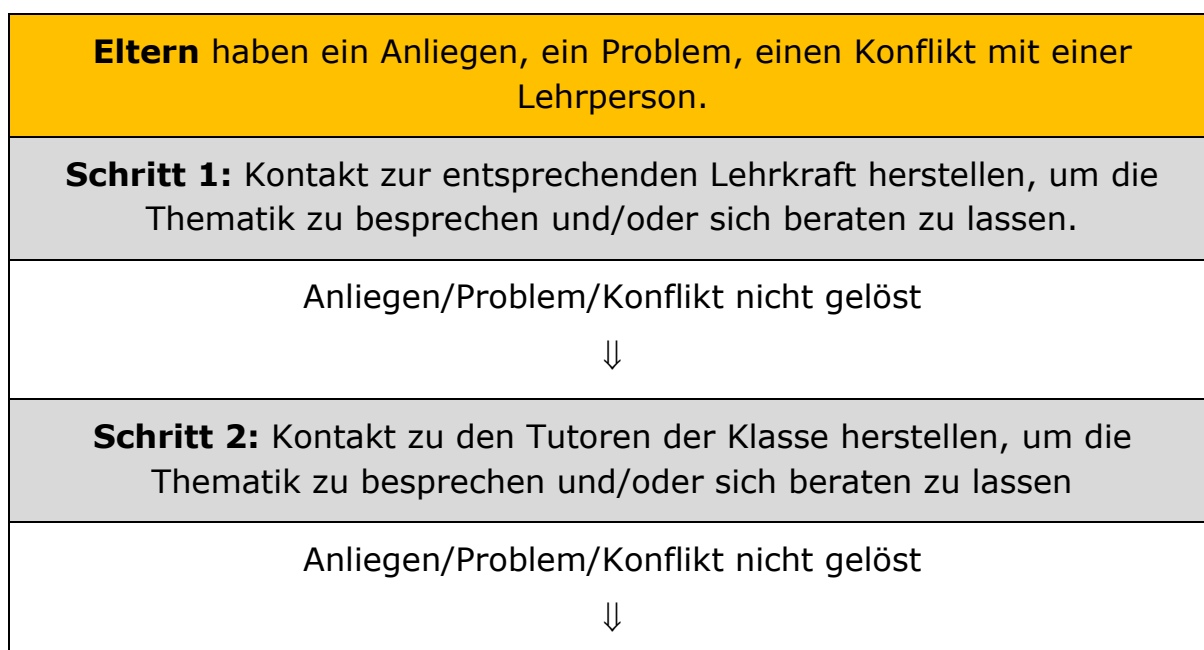 Eltern haben ein Anliegen, ein Problem, einen Konflikt mit einer
Lehrperson.
Schritt 1: Kontakt zur entsprechenden Lehrkraft herstellen, um die
Thematik zu besprechen und/oder sich beraten zu lassen.
Anliegen/Problem/Konflikt nicht gelöst
⇓
Schritt 2: Kontakt zu den Tutoren der Klasse herstellen, um die
Thematik zu besprechen und/oder sich beraten zu lassen
Anliegen/Problem/Konflikt nicht gelöst
⇓